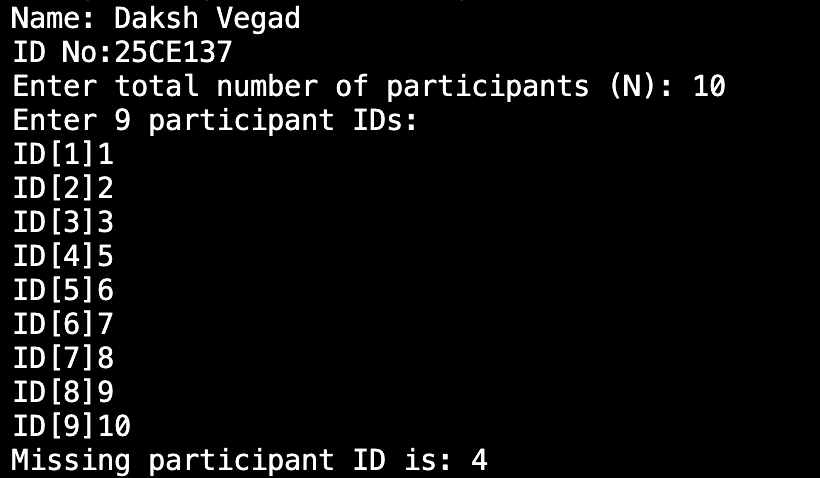 Name: Daksh Vegad
ID No:25CE137
Enter total number of participants (N): 10
Enter 9 participant IDs:
ID[1]1
ID[2]2
ID[3]3
ID[4]5
ID[5]6
ID[6]7
ID[7]8
ID[8]9
ID[9]10
Missing participant ID is: 4